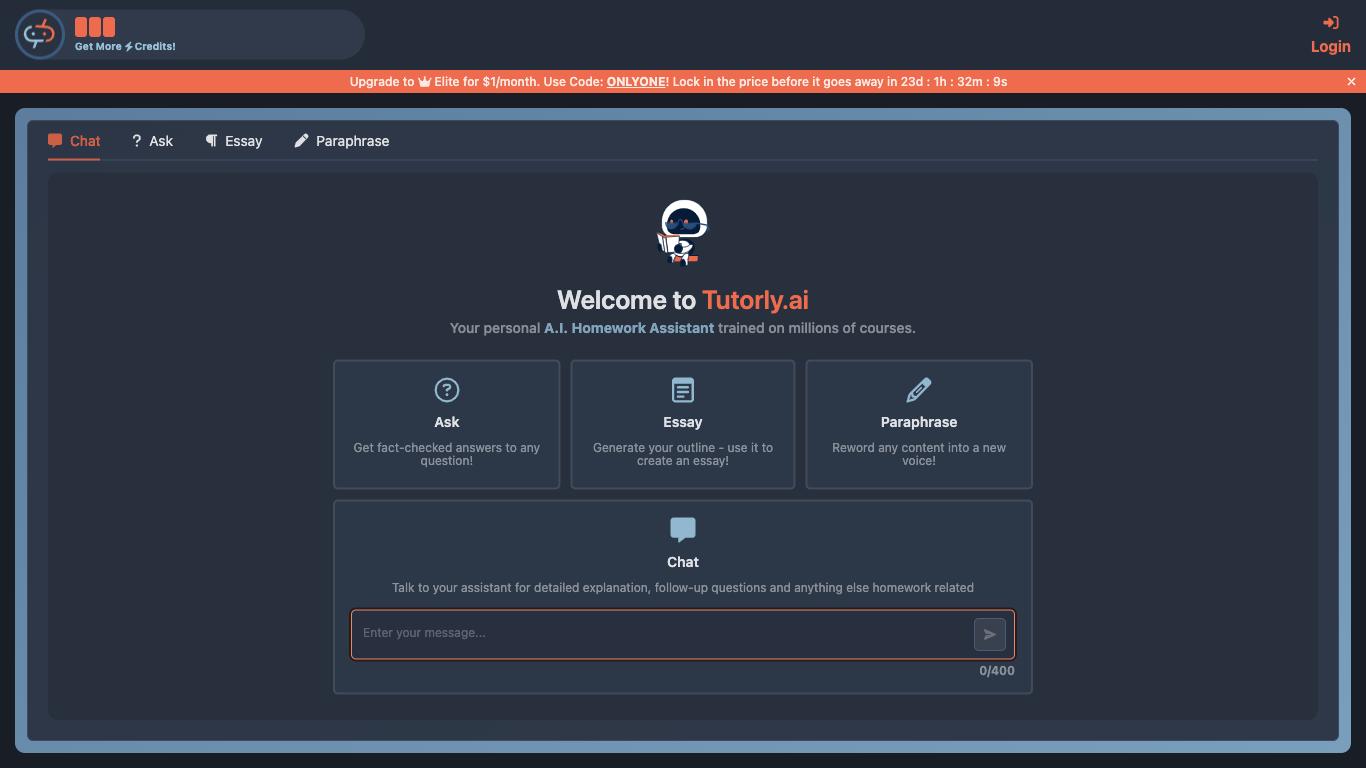 Get More Credits!
Login
Upgrade to Elite for $1/month. Use Code: ONLYONE! Lock in the price before it goes away in 23d : 1h : 32m : 9s
Chat
? Ask
Essay
Paraphrase
Welcome to Tutorly.ai
Your personal A.I. Homework Assistant trained on millions of courses.
Ask
Get fact-checked answers to any
question!
Essay
Generate your outline - use it to
create an essay!
Paraphrase
Reword any content into a new
voice!
Chat
Talk to your assistant for detailed explanation, follow-up questions and anything else homework related
Enter your message...
0/400